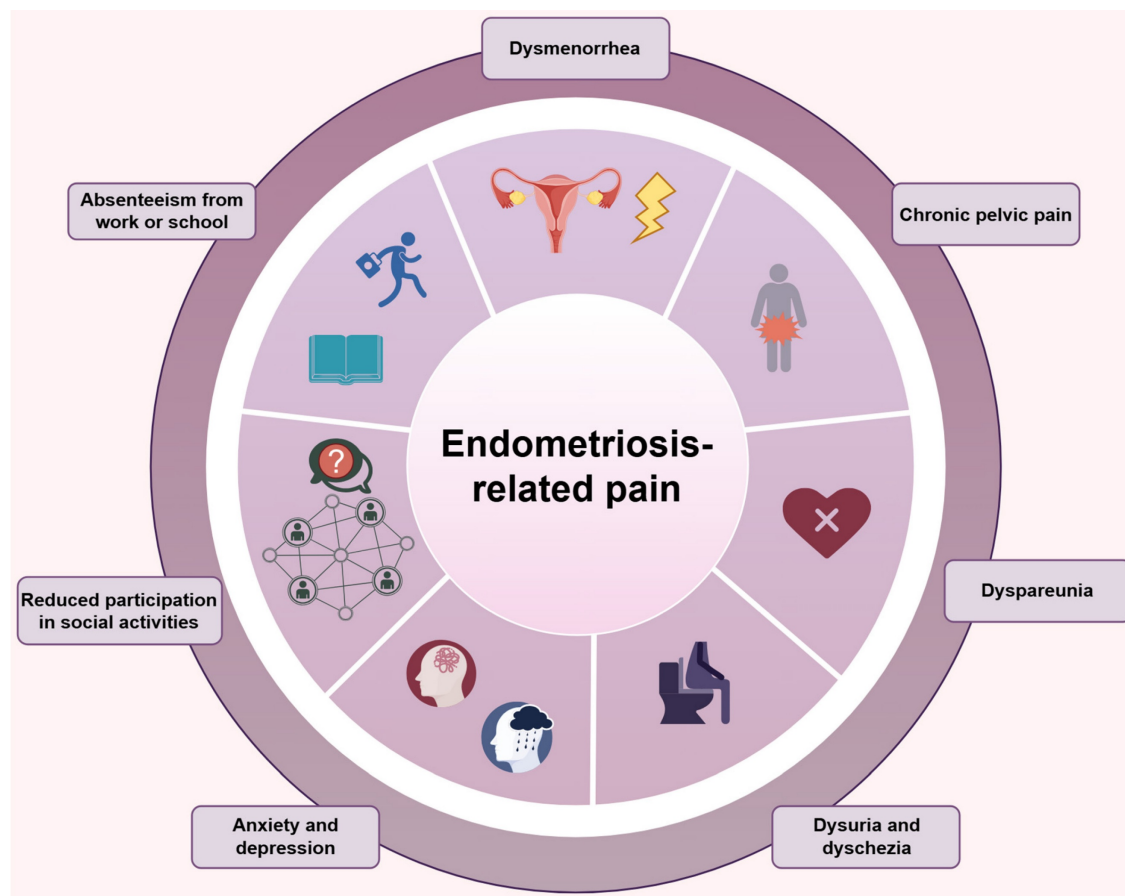 Dysmenorrhea
Absenteeism from
work or school
Chronic pelvic pain
?
Endometriosis-
related pain
Reduced participation
in social activities
Dyspareunia
Anxiety and
depression
Dysuria and
dyschezia